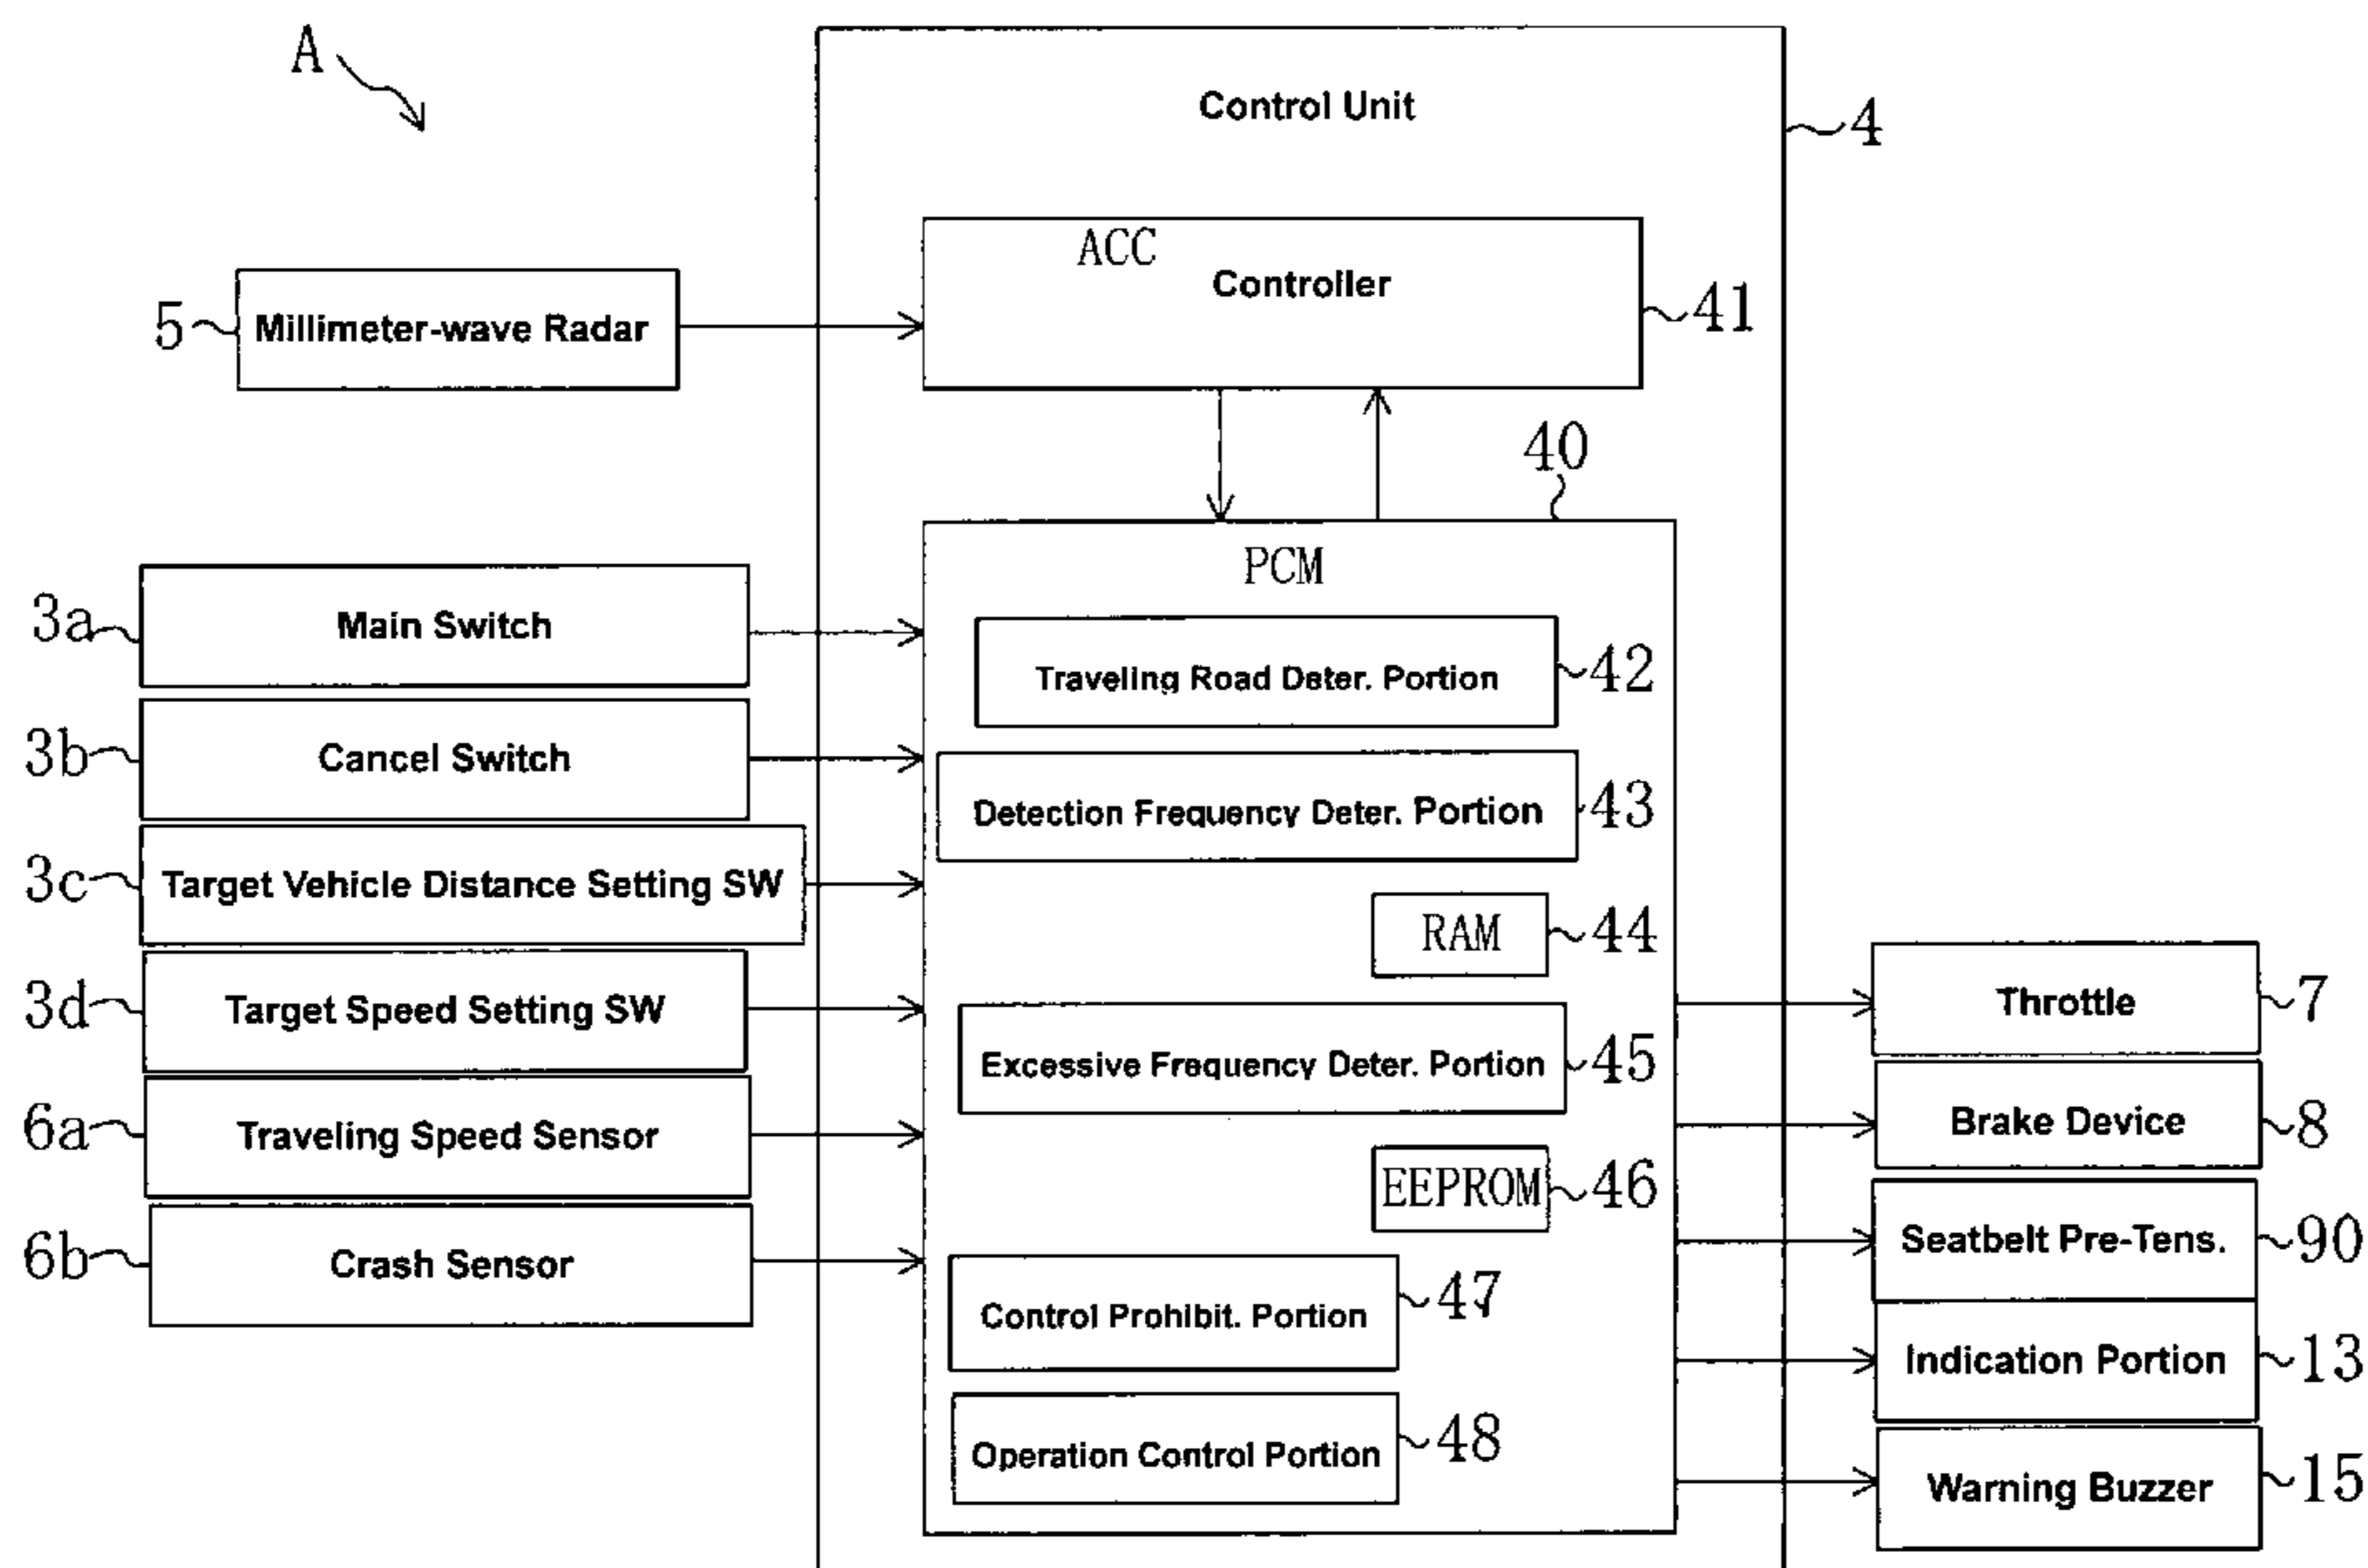 A
Control Unit
4
ACC
Controller
41
5 Millimeter-wave Radar
40
PCM
3a Main Switch
Traveling Road Deter. Portion 42
3b Cancel Switch
Detection Frequency Deter. Portion 43
3c Target Vehicle Distance Setting SW
RAM 44
3d Target Speed Setting SW
Throttle 7
Excessive Frequency Deter. Portion 45
6a Traveling Speed Sensor
Brake Device 8
EEPROM 46
6b Crash Sensor
Seatbelt Pre-Tens. 90
Control Prohibit. Portion 47
Indication Portion 13
Operation Control Portion 48
Warning Buzzer 15